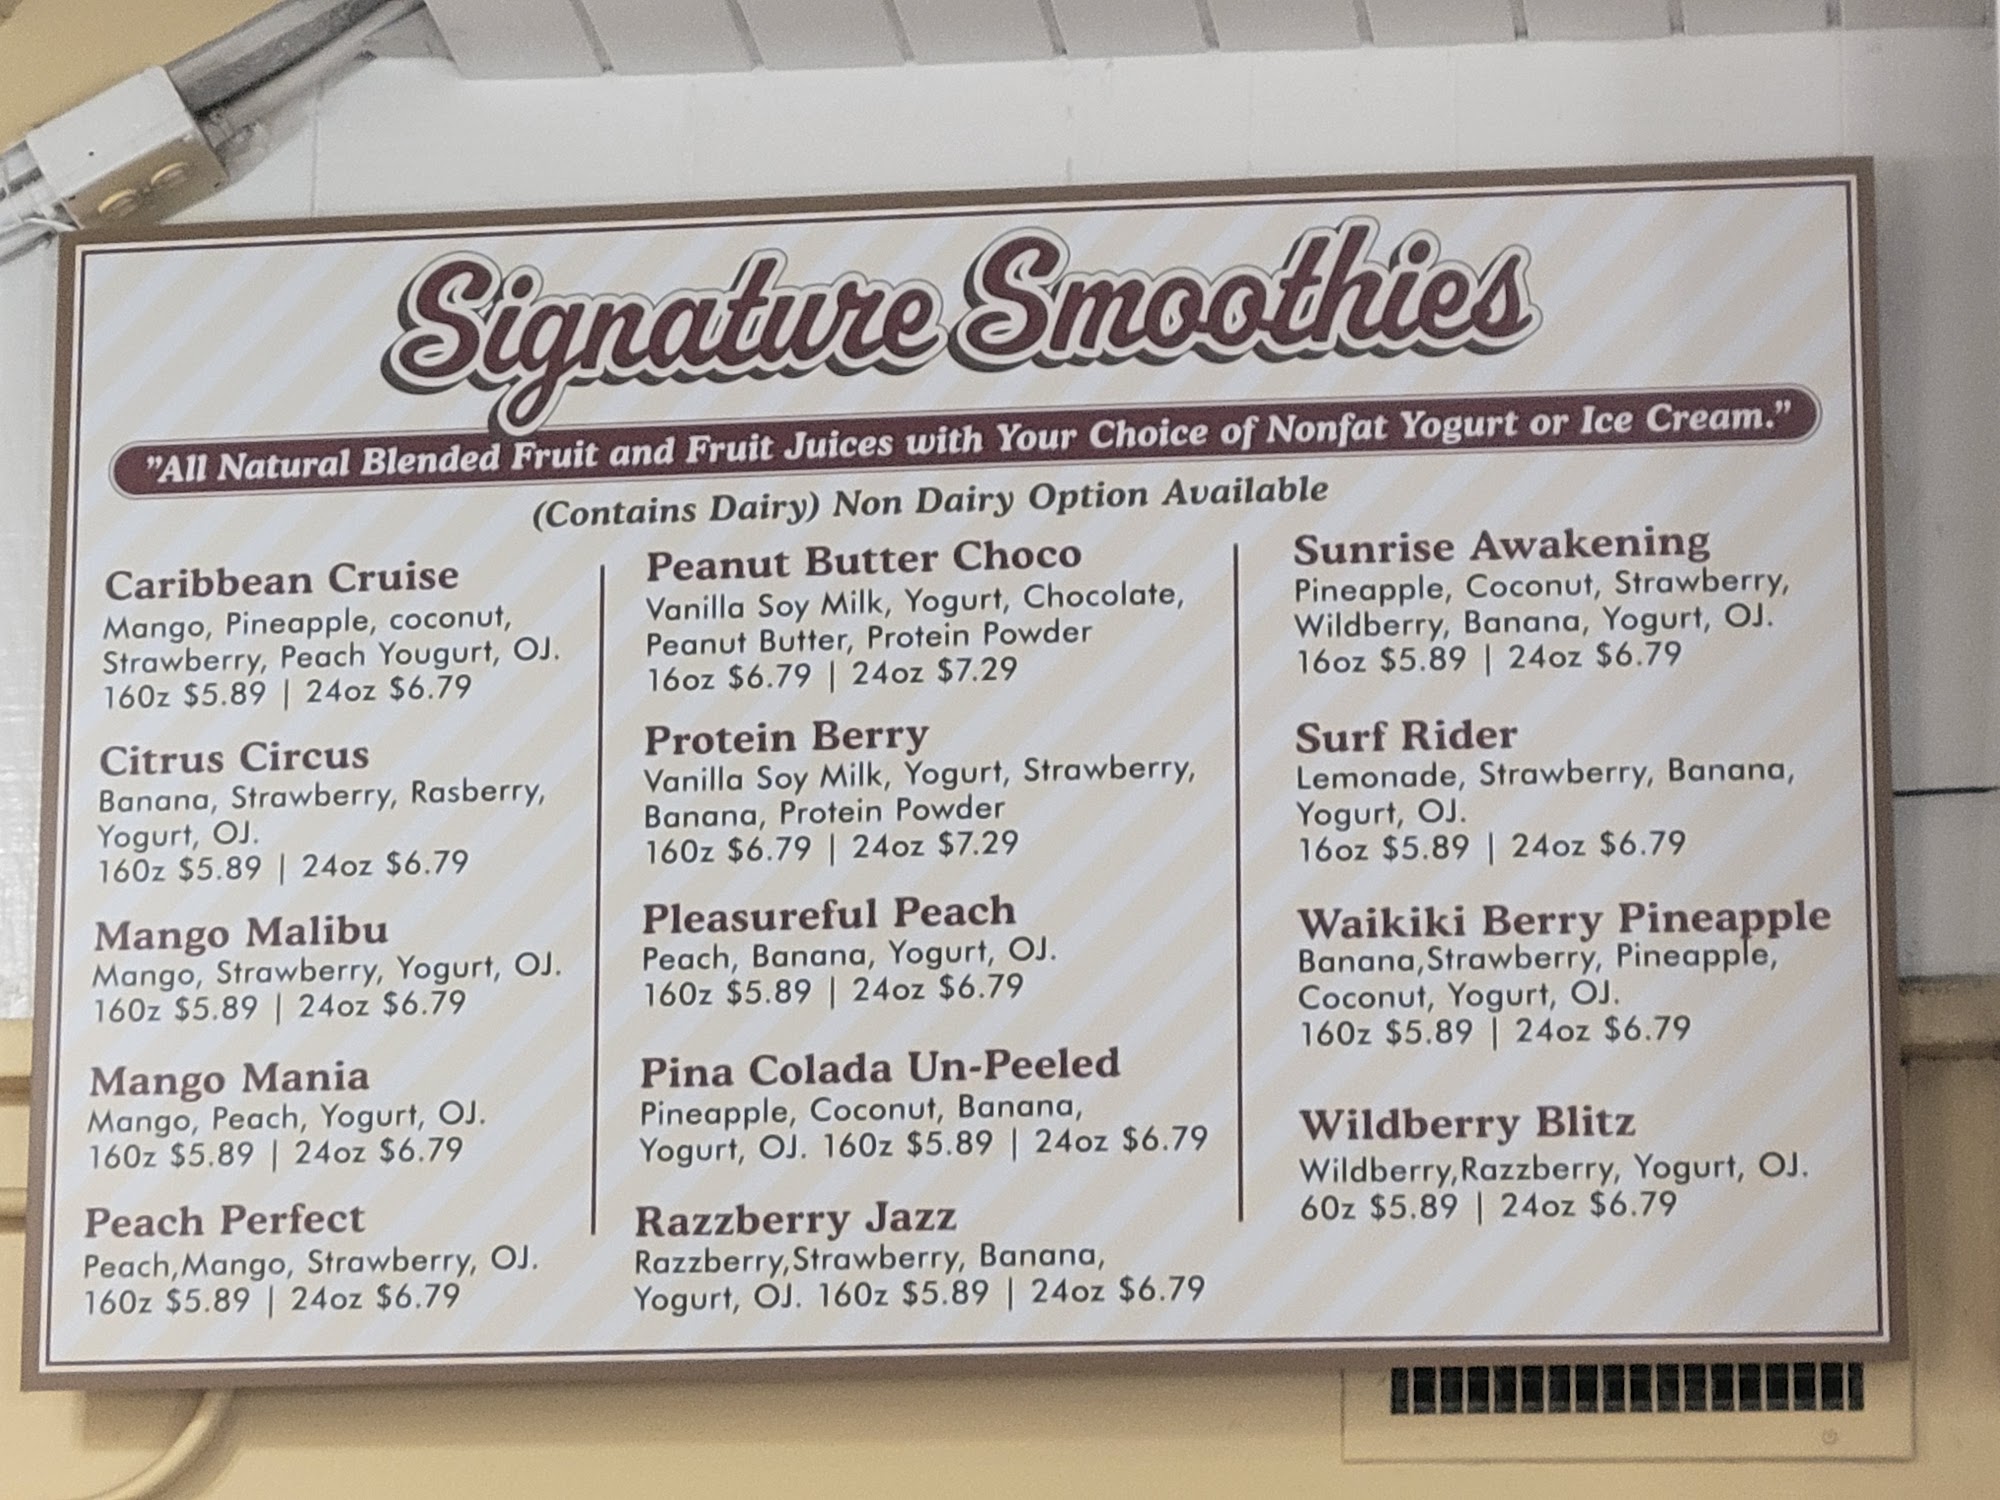 Signature Smoothies
"All Natural Blended Fruit and Fruit Juices with Your Choice of Nonfat Yogurt or Ice Cream."
(Contains Dairy) Non Dairy Option Available
Caribbean Cruise
Mango, Pineapple, coconut,
Strawberry, Peach Yougurt, OJ.
160z $5.89 | 24oz $6.79
Citrus Circus
Banana, Strawberry, Rasberry,
Yogurt, OJ.
160z $5.89 | 24oz $6.79
Mango Malibu
Mango, Strawberry, Yogurt, OJ.
160z $5.89 | 24oz $6.79
Mango Mania
Mango, Peach, Yogurt, OJ.
160z $5.89 | 24oz $6.79
Peach Perfect
Peach,Mango, Strawberry, OJ.
160z $5.89 | 24oz $6.79
Peanut Butter Choco
Vanilla Soy Milk, Yogurt, Chocolate,
Peanut Butter, Protein Powder
16oz $6.79 | 24oz $7.29
Protein Berry
Vanilla Soy Milk, Yogurt, Strawberry,
Banana, Protein Powder
160z $6.79 | 24oz $7.29
Pleasureful Peach
Peach, Banana, Yogurt, OJ.
160z $5.89 | 24oz $6.79
Pina Colada Un-Peeled
Pineapple, Coconut, Banana,
Yogurt, OJ. 160z $5.89 | 24oz $6.79
Razzberry Jazz
Razzberry,Strawberry, Banana,
Yogurt, OJ. 160z $5.89 | 24oz $6.79
Sunrise Awakening
Pineapple, Coconut, Strawberry,
Wildberry, Banana, Yogurt, OJ.
16oz $5.89 | 24oz $6.79
Surf Rider
Lemonade, Strawberry, Banana,
Yogurt, OJ.
16oz $5.89 | 24oz $6.79
Waikiki Berry Pineapple
Banana,Strawberry, Pineapple,
Coconut, Yogurt, OJ.
160z $5.89 | 24oz $6.79
Wildberry Blitz
Wildberry,Razzberry, Yogurt, OJ.
60z $5.89 | 24oz $6.79